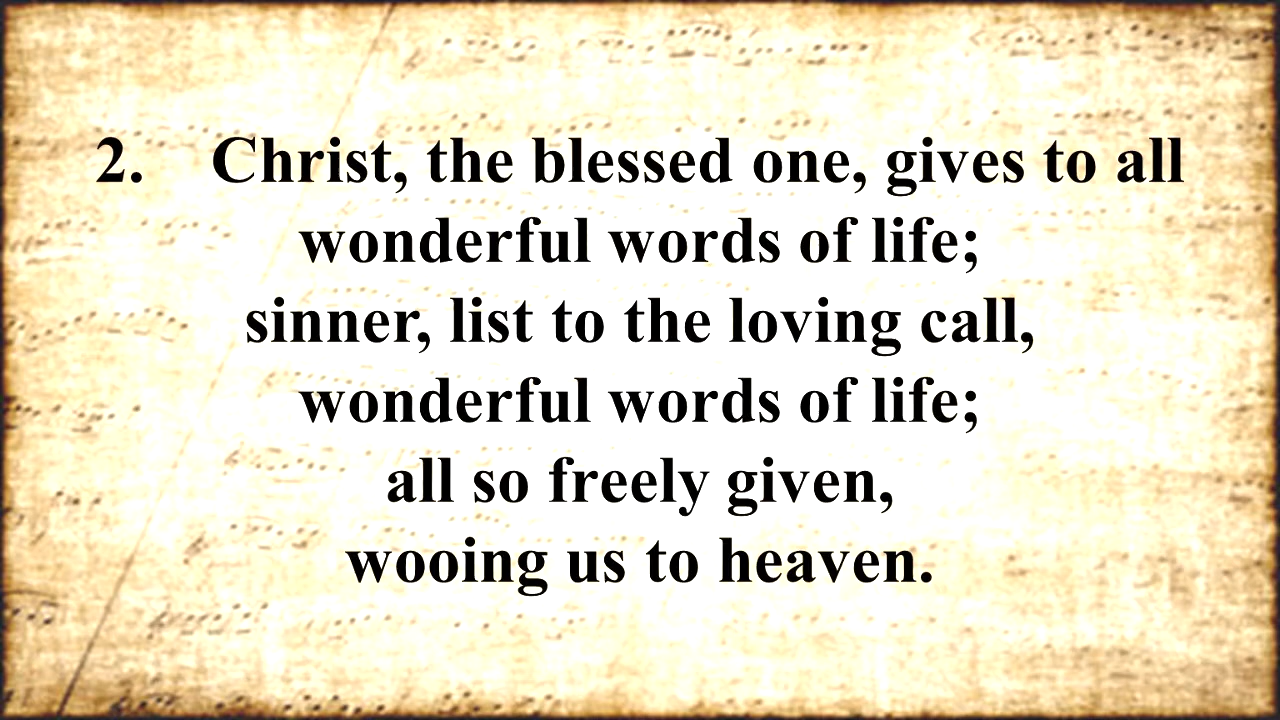 2. Christ, the blessed one, gives to all
wonderful words of life;
sinner, list to the loving call,
wonderful words of life;
all so freely given,
wooing us to heaven.